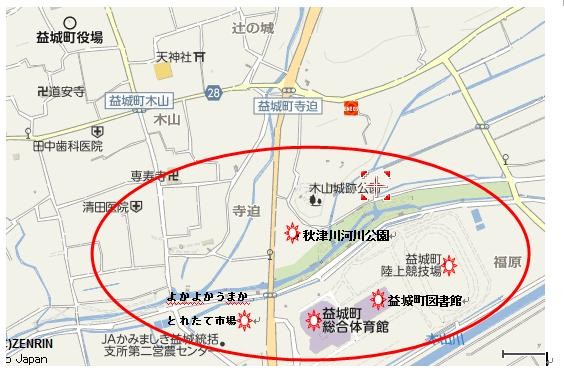 辻の城
益城町役場
天神社
道安寺
28
益城町木山
益城町寺迫
ENEOS
木山
田中歯科医院
専寿寺
木山城跡公園
清田医院
寺迫
秋津川河川公園
益城町
陸上競技場
福原
よかよかうまか
とれたて市場
益城町図書館
益城町
総合体育館
木山川
JAかみましき益城統括
支所第二営農センター
)ZENRIN
o Japan